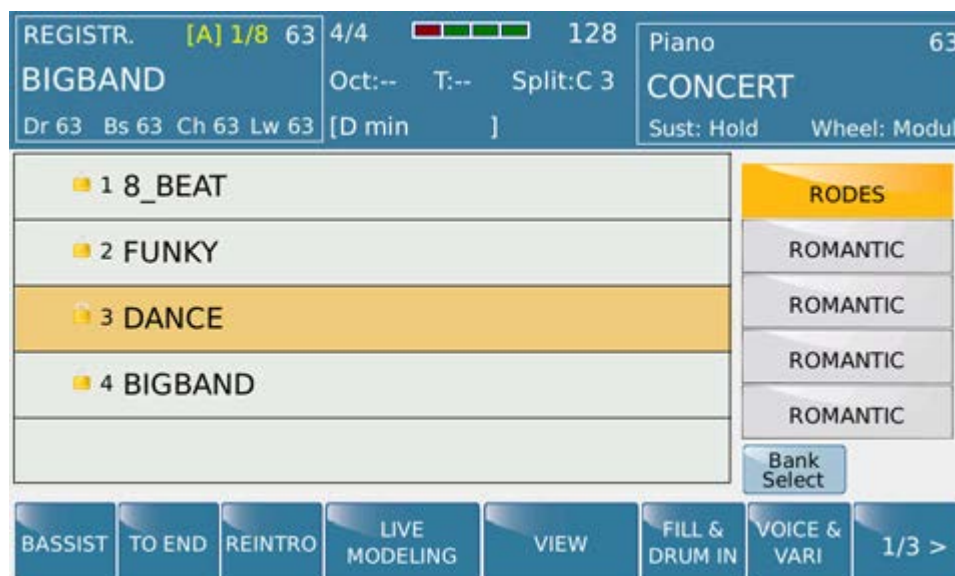 REGISTR. [A] 1/8 63
BIGBAND
Dr 63 Bs 63 Ch 63 Lw 63
4/4 128
Oct:-- T:-- Split:C 3
[D min ]
Piano 63
CONCERT
Sust: Hold Wheel: Modul
1 8_BEAT
2 FUNKY
3 DANCE
4 BIGBAND
RODES
ROMANTIC
ROMANTIC
ROMANTIC
ROMANTIC
Bank
Select
BASSIST
TO END
REINTRO
LIVE
MODELING
VIEW
FILL &
DRUM IN
VOICE &
VARI
1/3 >